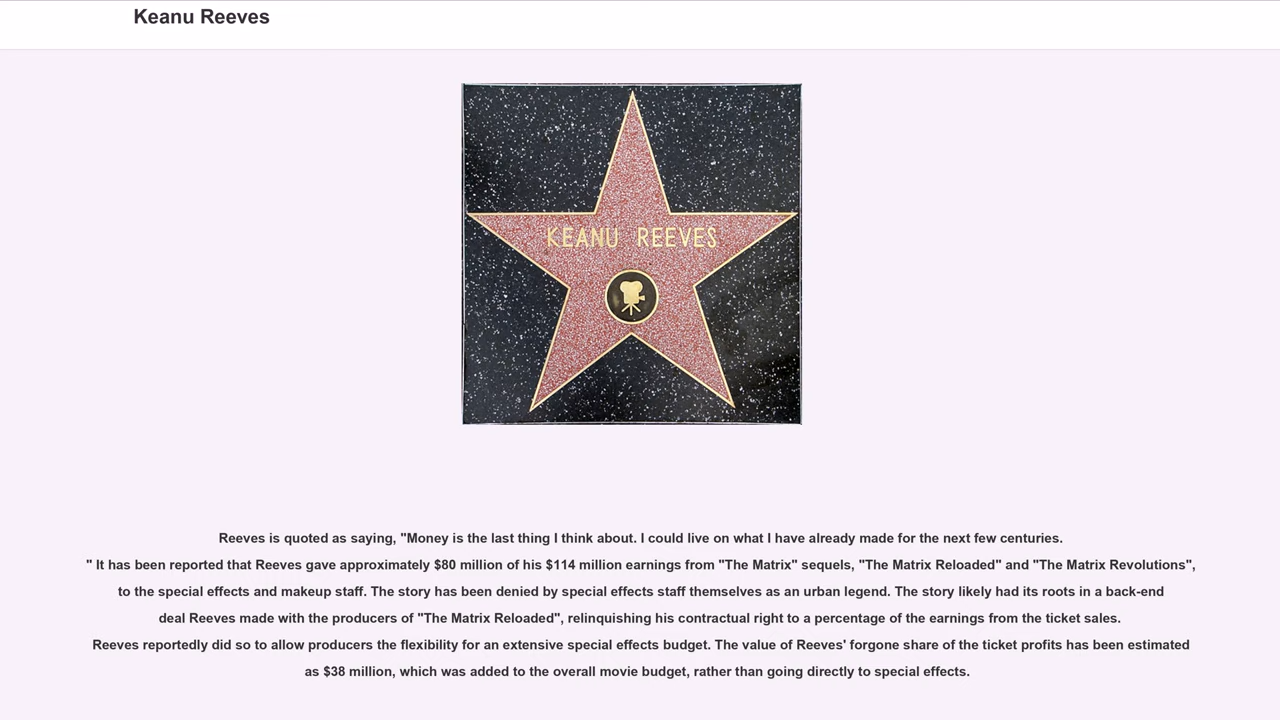 Keanu Reeves
KEANU REEVES
Reeves is quoted as saying, "Money is the last thing I think about. I could live on what I have already made for the next few centuries.
" It has been reported that Reeves gave approximately $80 million of his $114 million earnings from "The Matrix" sequels, "The Matrix Reloaded" and "The Matrix Revolutions",
to the special effects and makeup staff. The story has been denied by special effects staff themselves as an urban legend. The story likely had its roots in a back-end
deal Reeves made with the producers of "The Matrix Reloaded", relinquishing his contractual right to a percentage of the earnings from the ticket sales.
Reeves reportedly did so to allow producers the flexibility for an extensive special effects budget. The value of Reeves' forgone share of the ticket profits has been estimated
as $38 million, which was added to the overall movie budget, rather than going directly to special effects.